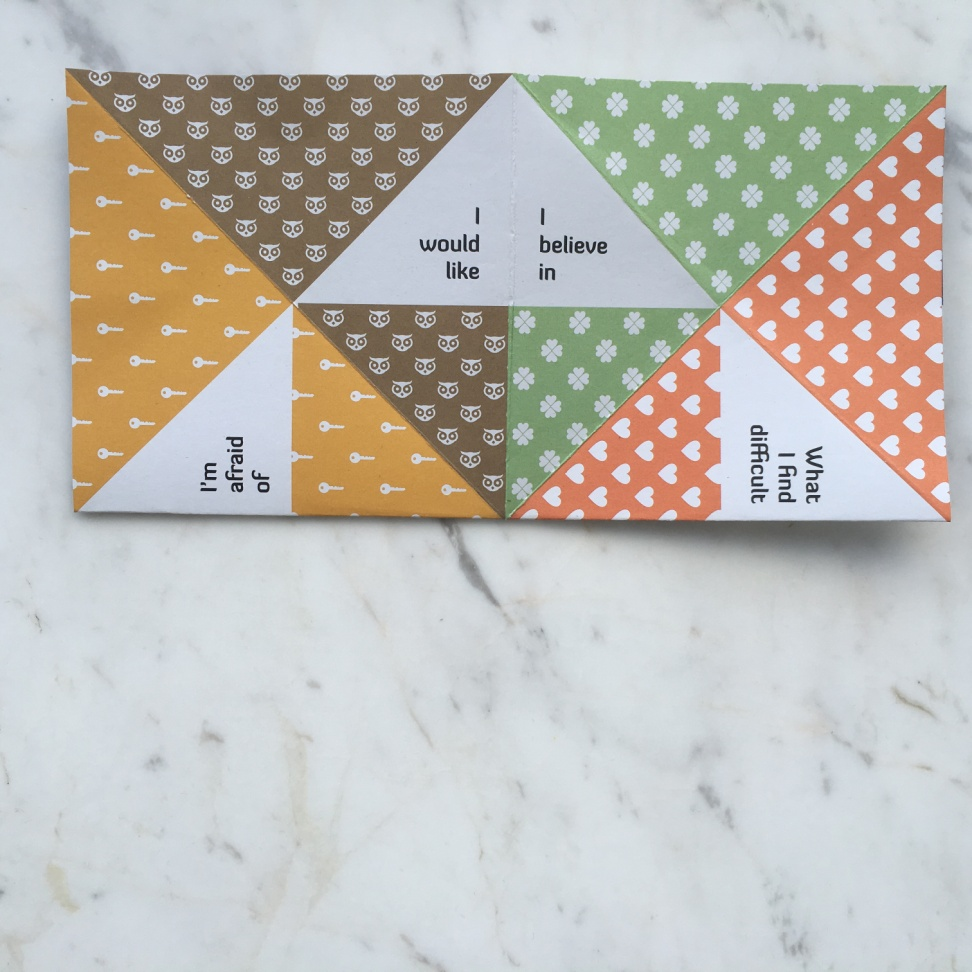 I
would
like
I
believe
in
I'm
afraid
of
What
I find
difficult